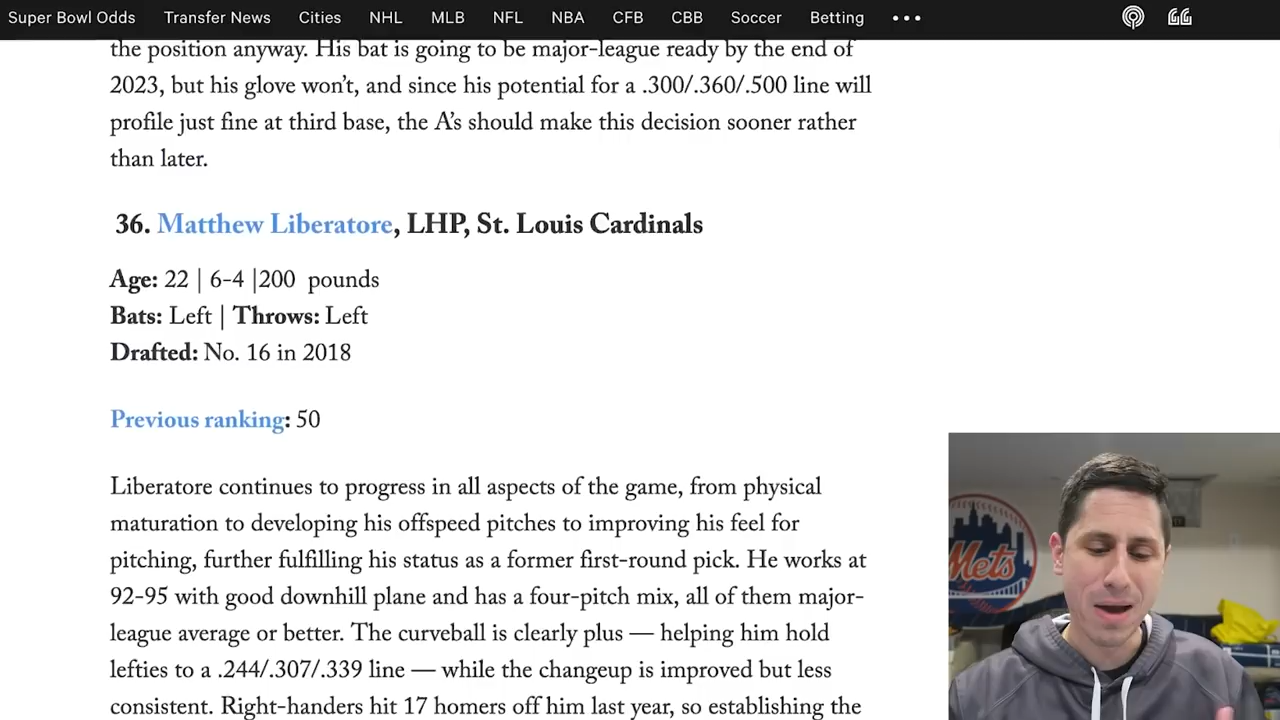 Super Bowl Odds Transfer News Cities NHL MLB NFL NBA CFB CBB Soccer Betting
the position anyway. His bat is going to be major-league ready by the end of
2023, but his glove won’t, and since his potential for a .300/.360/.500 line will
profile just fine at third base, the A’s should make this decision sooner rather
than later.
36. Matthew Liberatore, LHP, St. Louis Cardinals
Age: 22 | 6-4 |200 pounds
Bats: Left | Throws: Left
Drafted: No. 16 in 2018
Previous ranking: 50
Liberatore continues to progress in all aspects of the game, from physical
maturation to developing his offspeed pitches to improving his feel for
pitching, further fulfilling his status as a former first-round pick. He works at
92-95 with good downhill plane and has a four-pitch mix, all of them major-
league average or better. The curveball is clearly plus — helping him hold
lefties to a .244/.307/.339 line — while the changeup is improved but less
consistent. Right-handers hit 17 homers off him last year, so establishing the
Mets